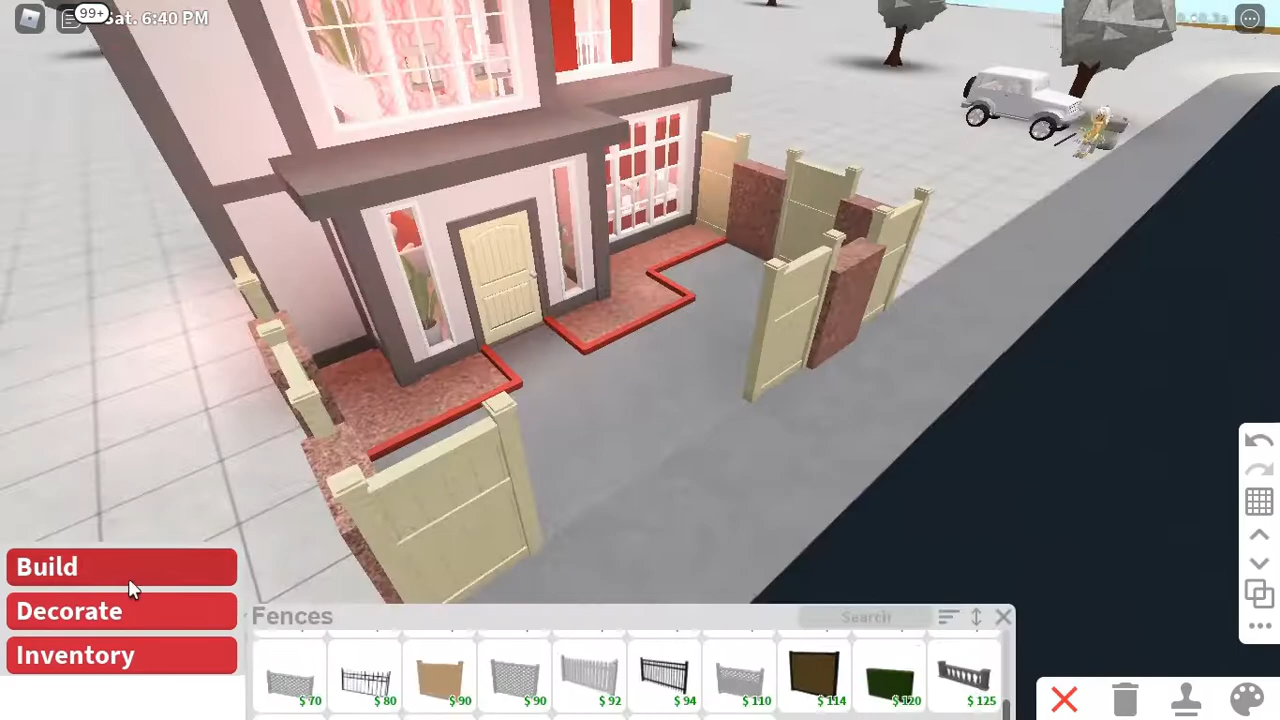 99+
Sat. 6:40 PM
Build
Decorate
Inventory
Fences
Search
$70
$80
$90
$90
$92
$94
$110
$114
$120
$125